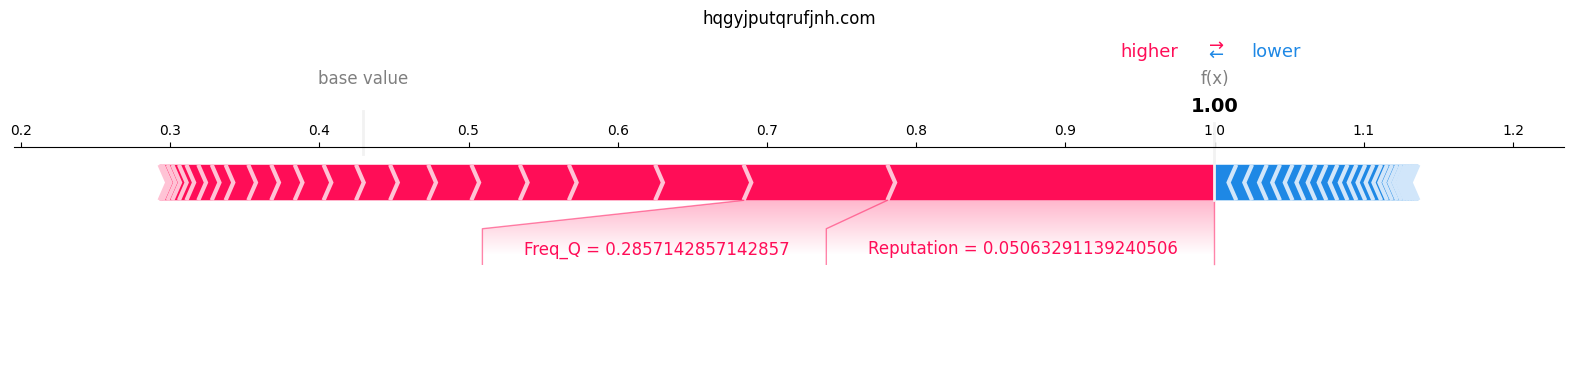 hqgyjputqrufjnh.com
higher → ← lower
base value f(x)
1.00
0.2 0.3 0.4 0.5 0.6 0.7 0.8 0.9 1.0 1.1 1.2
Freq_Q = 0.2857142857142857 Reputation = 0.05063291139240506